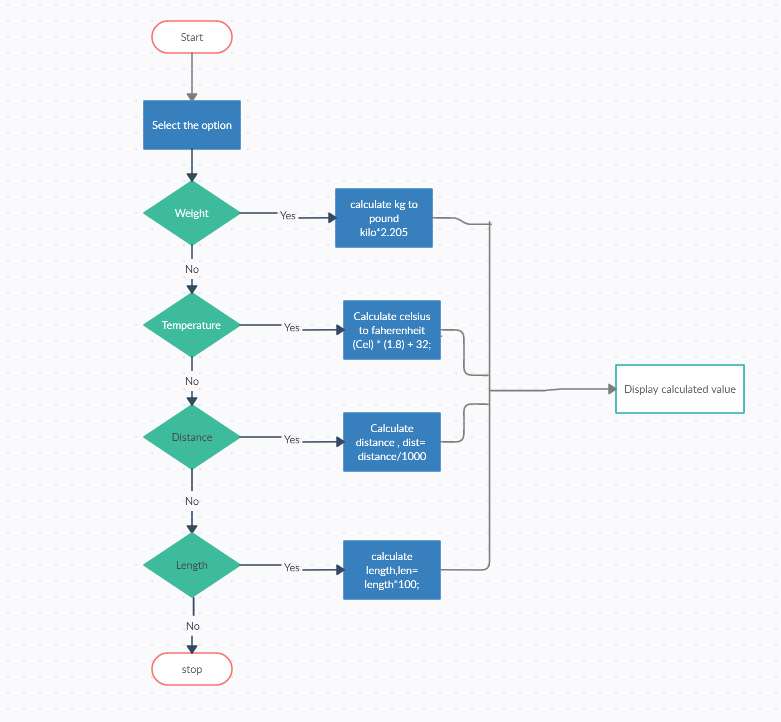 Start
Select the option
Weight
Yes
calculate kg to
pound
kilo*2.205
No
Temperature
Yes
Calculate celsius
to faherenheit
(Cel) * (1.8) + 32;
Display calculated value
No
Distance
Yes
Calculate
distance , dist=
distance/1000
No
Length
Yes
calculate
length,len=
length*100;
No
stop